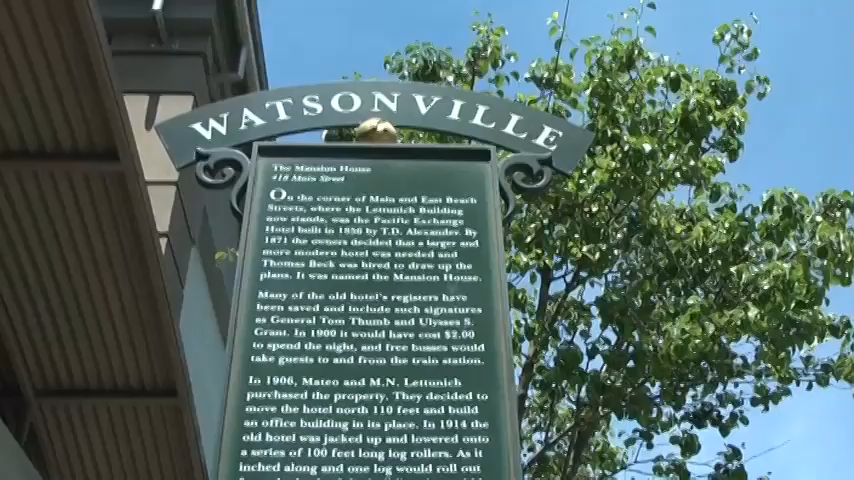 WATSONVILLE
The Mansion House
418 Main Street
On the corner of Main and East Beach
Streets, where the Lettunich Building
now stands, was the Pacific Exchange
Hotel built in 1856 by T.D. Alexander. By
1871 the owners decided that a larger and
more modern hotel was needed and
Thomas Beck was hired to draw up the
plans. It was named the Mansion House.
Many of the old hotel's registers have
been saved and include such signatures
as General Tom Thumb and Ulysses S.
Grant. In 1900 it would have cost $2.00
to spend the night, and free busses would
take guests to and from the train station.
In 1906, Mateo and M.N. Lettunich
purchased the property. They decided to
move the hotel north 110 feet and build
an office building in its place. In 1914 the
old hotel was jacked up and lowered onto
a series of 100 feet long log rollers. As it
inched along and one log would roll out